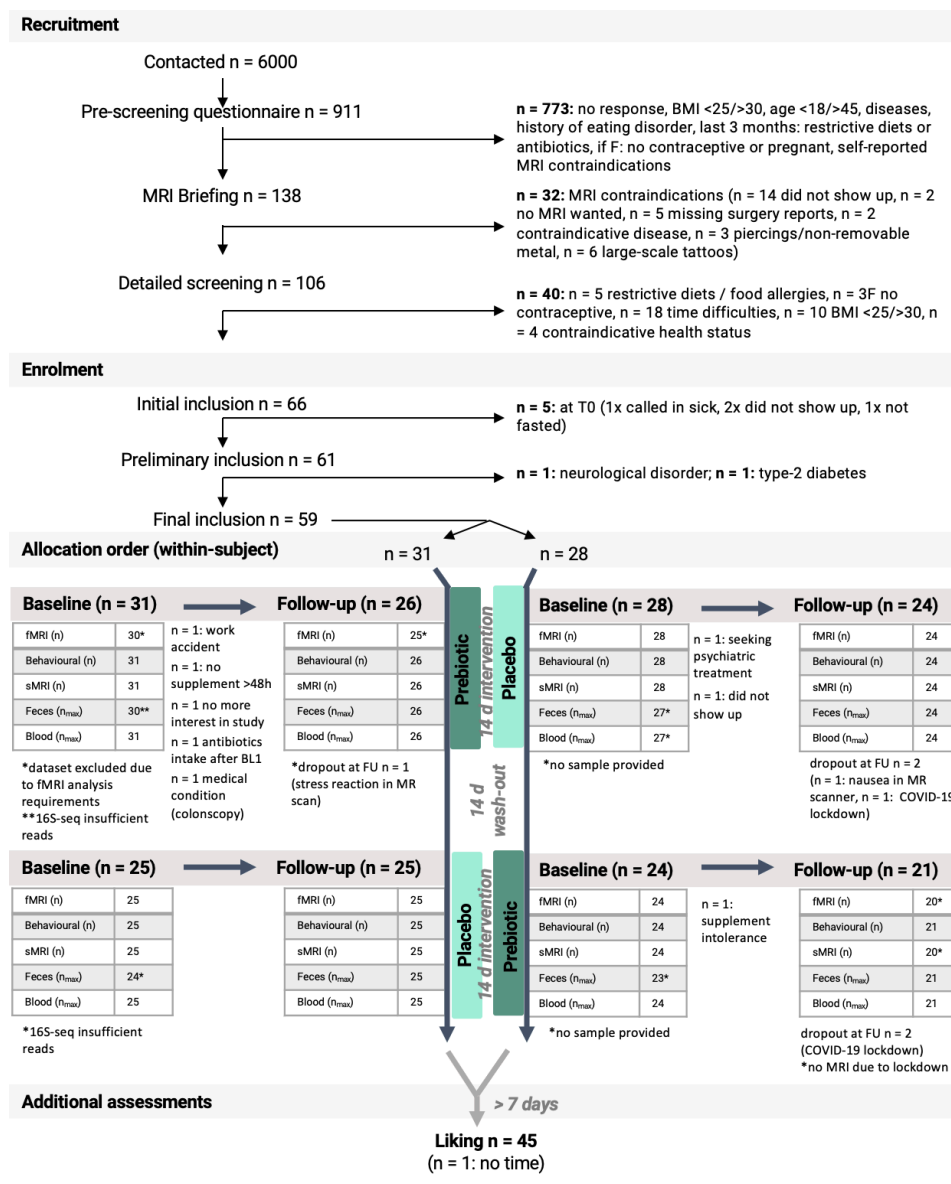 Recruitment
Contacted n = 6000
Pre-screening questionnaire n = 911
n = 773: no response, BMI <25/>30, age <18/>45, diseases,
history of eating disorder, last 3 months: restrictive diets or
antibiotics, if F: no contraceptive or pregnant, self-reported
MRI contraindications
MRI Briefing n = 138
n = 32: MRI contraindications (n = 14 did not show up, n = 2
no MRI wanted, n = 5 missing surgery reports, n = 2
contraindicative disease, n = 3 piercings/non-removable
metal, n = 6 large-scale tattoos)
Detailed screening n = 106
n = 40: n = 5 restrictive diets / food allergies, n = 3F no
contraceptive, n = 18 time difficulties, n = 10 BMI <25/>30, n
= 4 contraindicative health status
Enrolment
Initial inclusion n = 66
n = 5: at T0 (1x called in sick, 2x did not show up, 1x not
fasted)
Preliminary inclusion n = 61
n = 1: neurological disorder; n = 1: type-2 diabetes
Final inclusion n = 59
Allocation order (within-subject)
n = 31
n = 28
Baseline (n = 31)
fMRI (n) 30*
Behavioural (n) 31
sMRI (n) 31
Feces (nmax) 30**
Blood (nmax) 31
*dataset excluded due
to fMRI analysis
requirements
**16S-seq insufficient
reads
n = 1: work
accident
n = 1: no
supplement >48h
n = 1 no more
interest in study
n = 1 antibiotics
intake after BL1
n = 1 medical
condition
(colonscopy)
Follow-up (n = 26)
fMRI (n) 25*
Behavioural (n) 26
sMRI (n) 26
Feces (nmax) 26
Blood (nmax) 26
*dropout at FU n = 1
(stress reaction in MR
scan)
Prebiotic
14 d intervention
Placebo
Baseline (n = 28)
fMRI (n) 28
Behavioural (n) 28
sMRI (n) 28
Feces (nmax) 27*
Blood (nmax) 27*
*no sample provided
n = 1: seeking
psychiatric
treatment
n = 1: did not
show up
Follow-up (n = 24)
fMRI (n) 24
Behavioural (n) 24
sMRI (n) 24
Feces (nmax) 24
Blood (nmax) 24
dropout at FU n = 2
(n = 1: nausea in MR
scanner, n = 1: COVID-19
lockdown)
14 d
wash-out
Baseline (n = 25)
fMRI (n) 25
Behavioural (n) 25
sMRI (n) 25
Feces (nmax) 24*
Blood (nmax) 25
*16S-seq insufficient
reads
Follow-up (n = 25)
fMRI (n) 25
Behavioural (n) 25
sMRI (n) 25
Feces (nmax) 25
Blood (nmax) 25
Placebo
14 d intervention
Prebiotic
Baseline (n = 24)
fMRI (n) 24
Behavioural (n) 24
sMRI (n) 24
Feces (nmax) 23*
Blood (nmax) 24
*no sample provided
n = 1:
supplement
intolerance
Follow-up (n = 21)
fMRI (n) 20*
Behavioural (n) 21
sMRI (n) 20*
Feces (nmax) 21
Blood (nmax) 21
dropout at FU n = 2
(COVID-19 lockdown)
*no MRI due to lockdown
Additional assessments
> 7 days
Liking n = 45
(n = 1: no time)